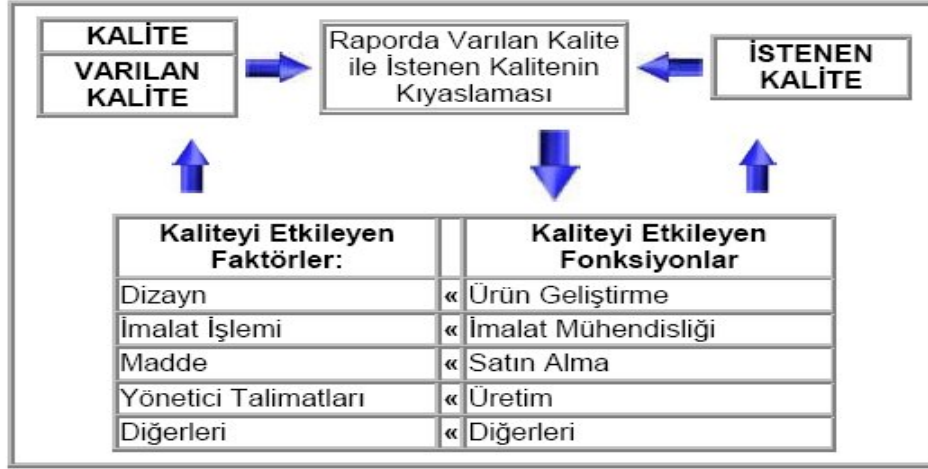 KALİTE
VARILAN
KALİTE
Raporda Varılan Kalite
ile İstenen Kalitenin
Kıyaslaması
İSTENEN
KALİTE
Kaliteyi Etkileyen
Faktörler:
Kaliteyi Etkileyen
Fonksiyonlar
Dizayn « Ürün Geliştirme
İmalat İşlemi « İmalat Mühendisliği
Madde « Satın Alma
Yönetici Talimatları « Üretim
Diğerleri « Diğerleri